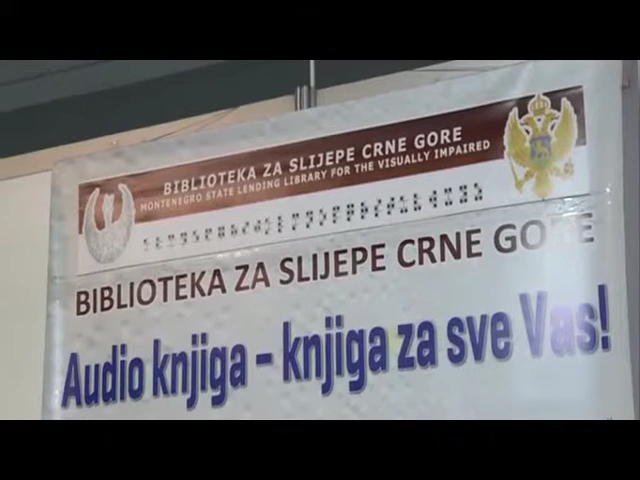 BIBLIOTEKA ZA SLIJEPE CRNE GORE
MONTENEGRO STATE LENDING LIBRARY FOR THE VISUALLY IMPAIRED
BIBLIOTEKA ZA SLIJEPE CRNE GORE
Audio knjiga – knjiga za sve Vas!